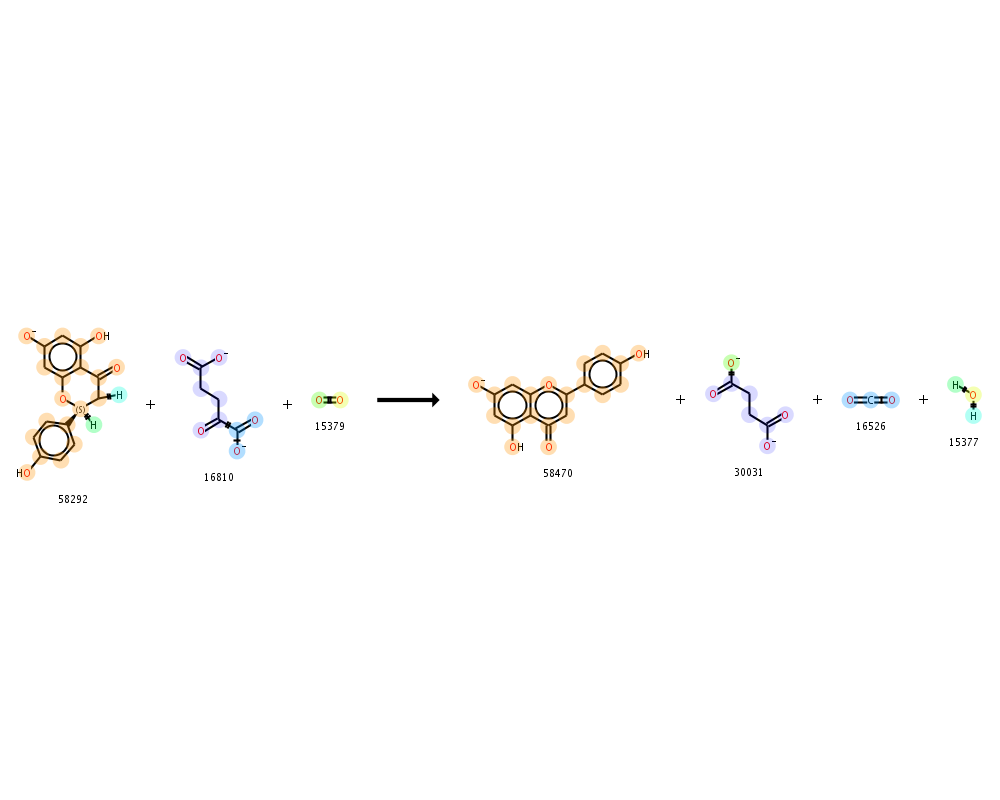 O⁻ OH
O
O H
(S)
H
HO
58292
+
O O⁻
O O
O⁻
16810
+
O O
15379
OH
O⁻ O
OH O
58470
+
O⁻
O
O
O⁻
30031
+
O C O
16526
+
H
O
H
15377